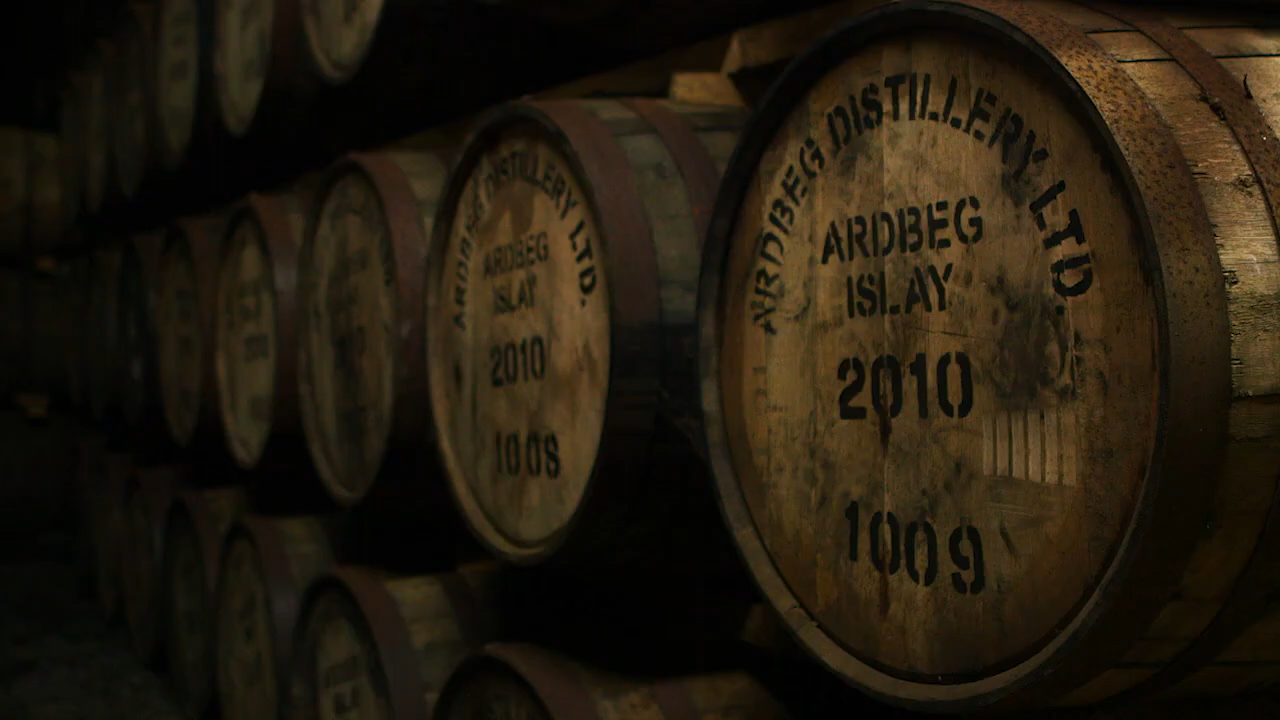 ARDBEG DISTILLERY LTD.
ARDBEG
ISLAY
2010
1008
ARDBEG DISTILLERY LTD.
ARDBEG
ISLAY
2010
1009